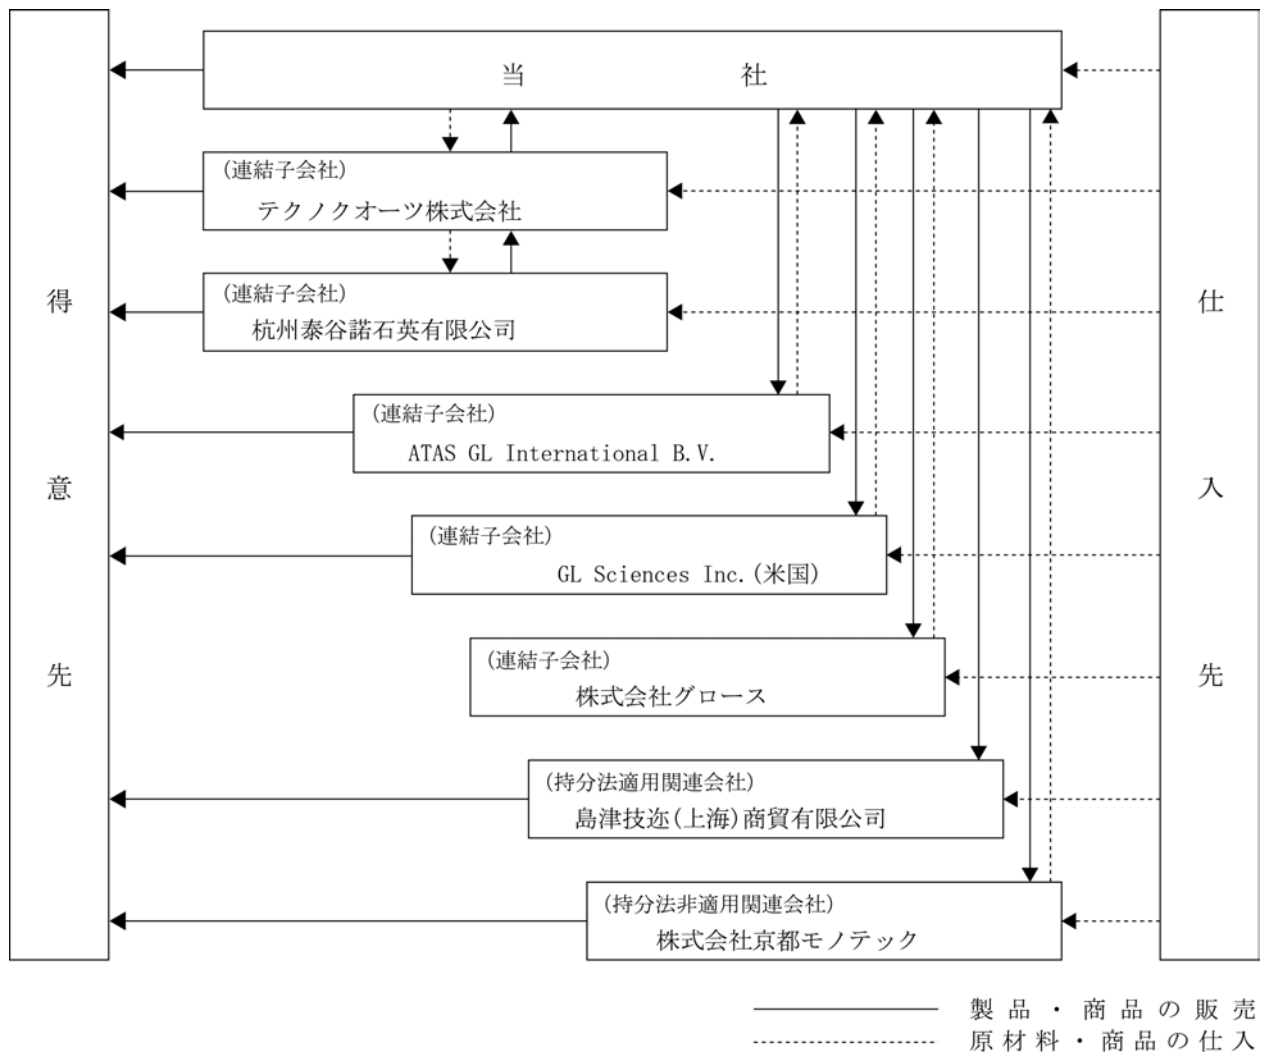 当社
(連結子会社)
テクノクオーツ株式会社
(連結子会社)
杭州泰谷諾石英有限公司
(連結子会社)
ATAS GL International B.V.
(連結子会社)
GL Sciences Inc.(米国)
(連結子会社)
株式会社グロース
(持分法適用関連会社)
島津技迩(上海)商貿有限公司
(持分法非適用関連会社)
株式会社京都モノテック
得意先
仕入先
製品・商品の販売
原材料・商品の仕入